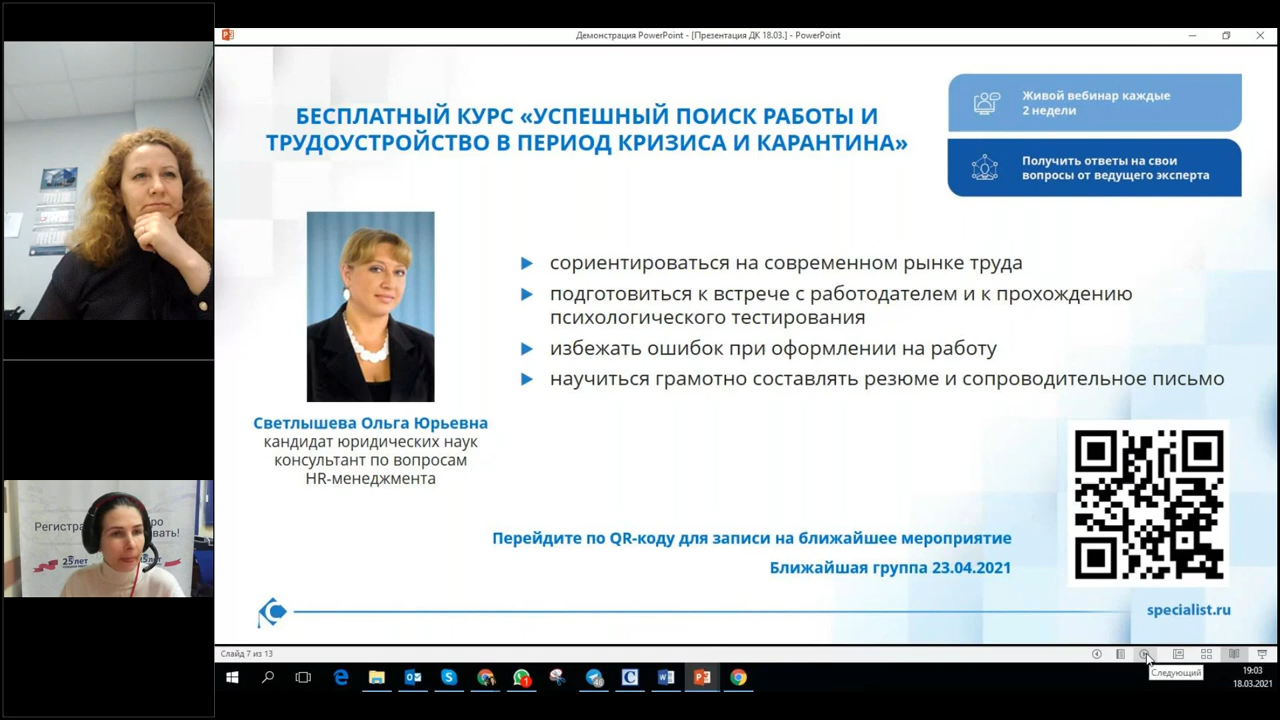 Демонстрация PowerPoint - [Презентация ДК 18.03.] - PowerPoint
БЕСПЛАТНЫЙ КУРС «УСПЕШНЫЙ ПОИСК РАБОТЫ И
ТРУДОУСТРОЙСТВО В ПЕРИОД КРИЗИСА И КАРАНТИНА»
Живой вебинар каждые
2 недели
Получить ответы на свои
вопросы от ведущего эксперта
сориентироваться на современном рынке труда
подготовиться к встрече с работодателем и к прохождению
психологического тестирования
избежать ошибок при оформлении на работу
научиться грамотно составлять резюме и сопроводительное письмо
Светлышева Ольга Юрьевна
кандидат юридических наук
консультант по вопросам
HR-менеджмента
Перейдите по QR-коду для записи на ближайшее мероприятие
Ближайшая группа 23.04.2021
specialist.ru
25 лет
Слайд 7 из 13
Следующий
19:03
18.03.2021